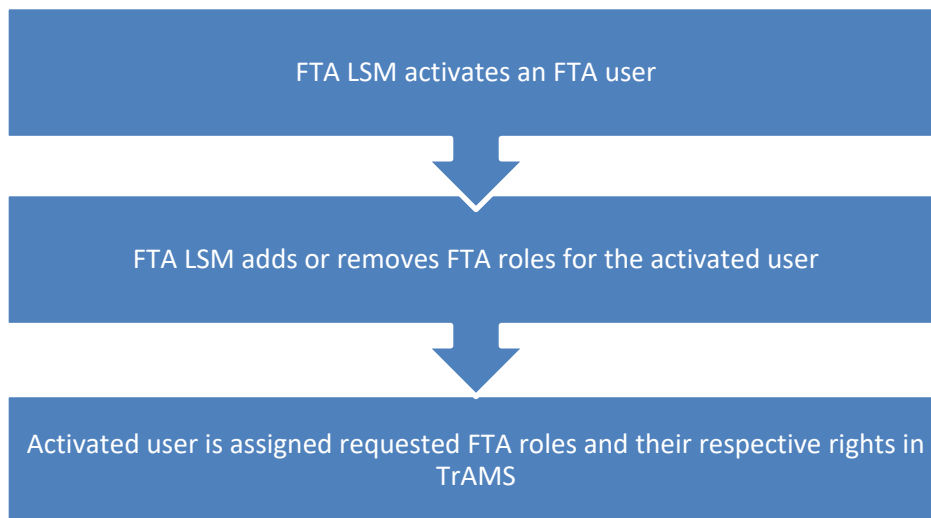 FTA LSM activates an FTA user
FTA LSM adds or removes FTA roles for the activated user
Activated user is assigned requested FTA roles and their respective rights in
TrAMS